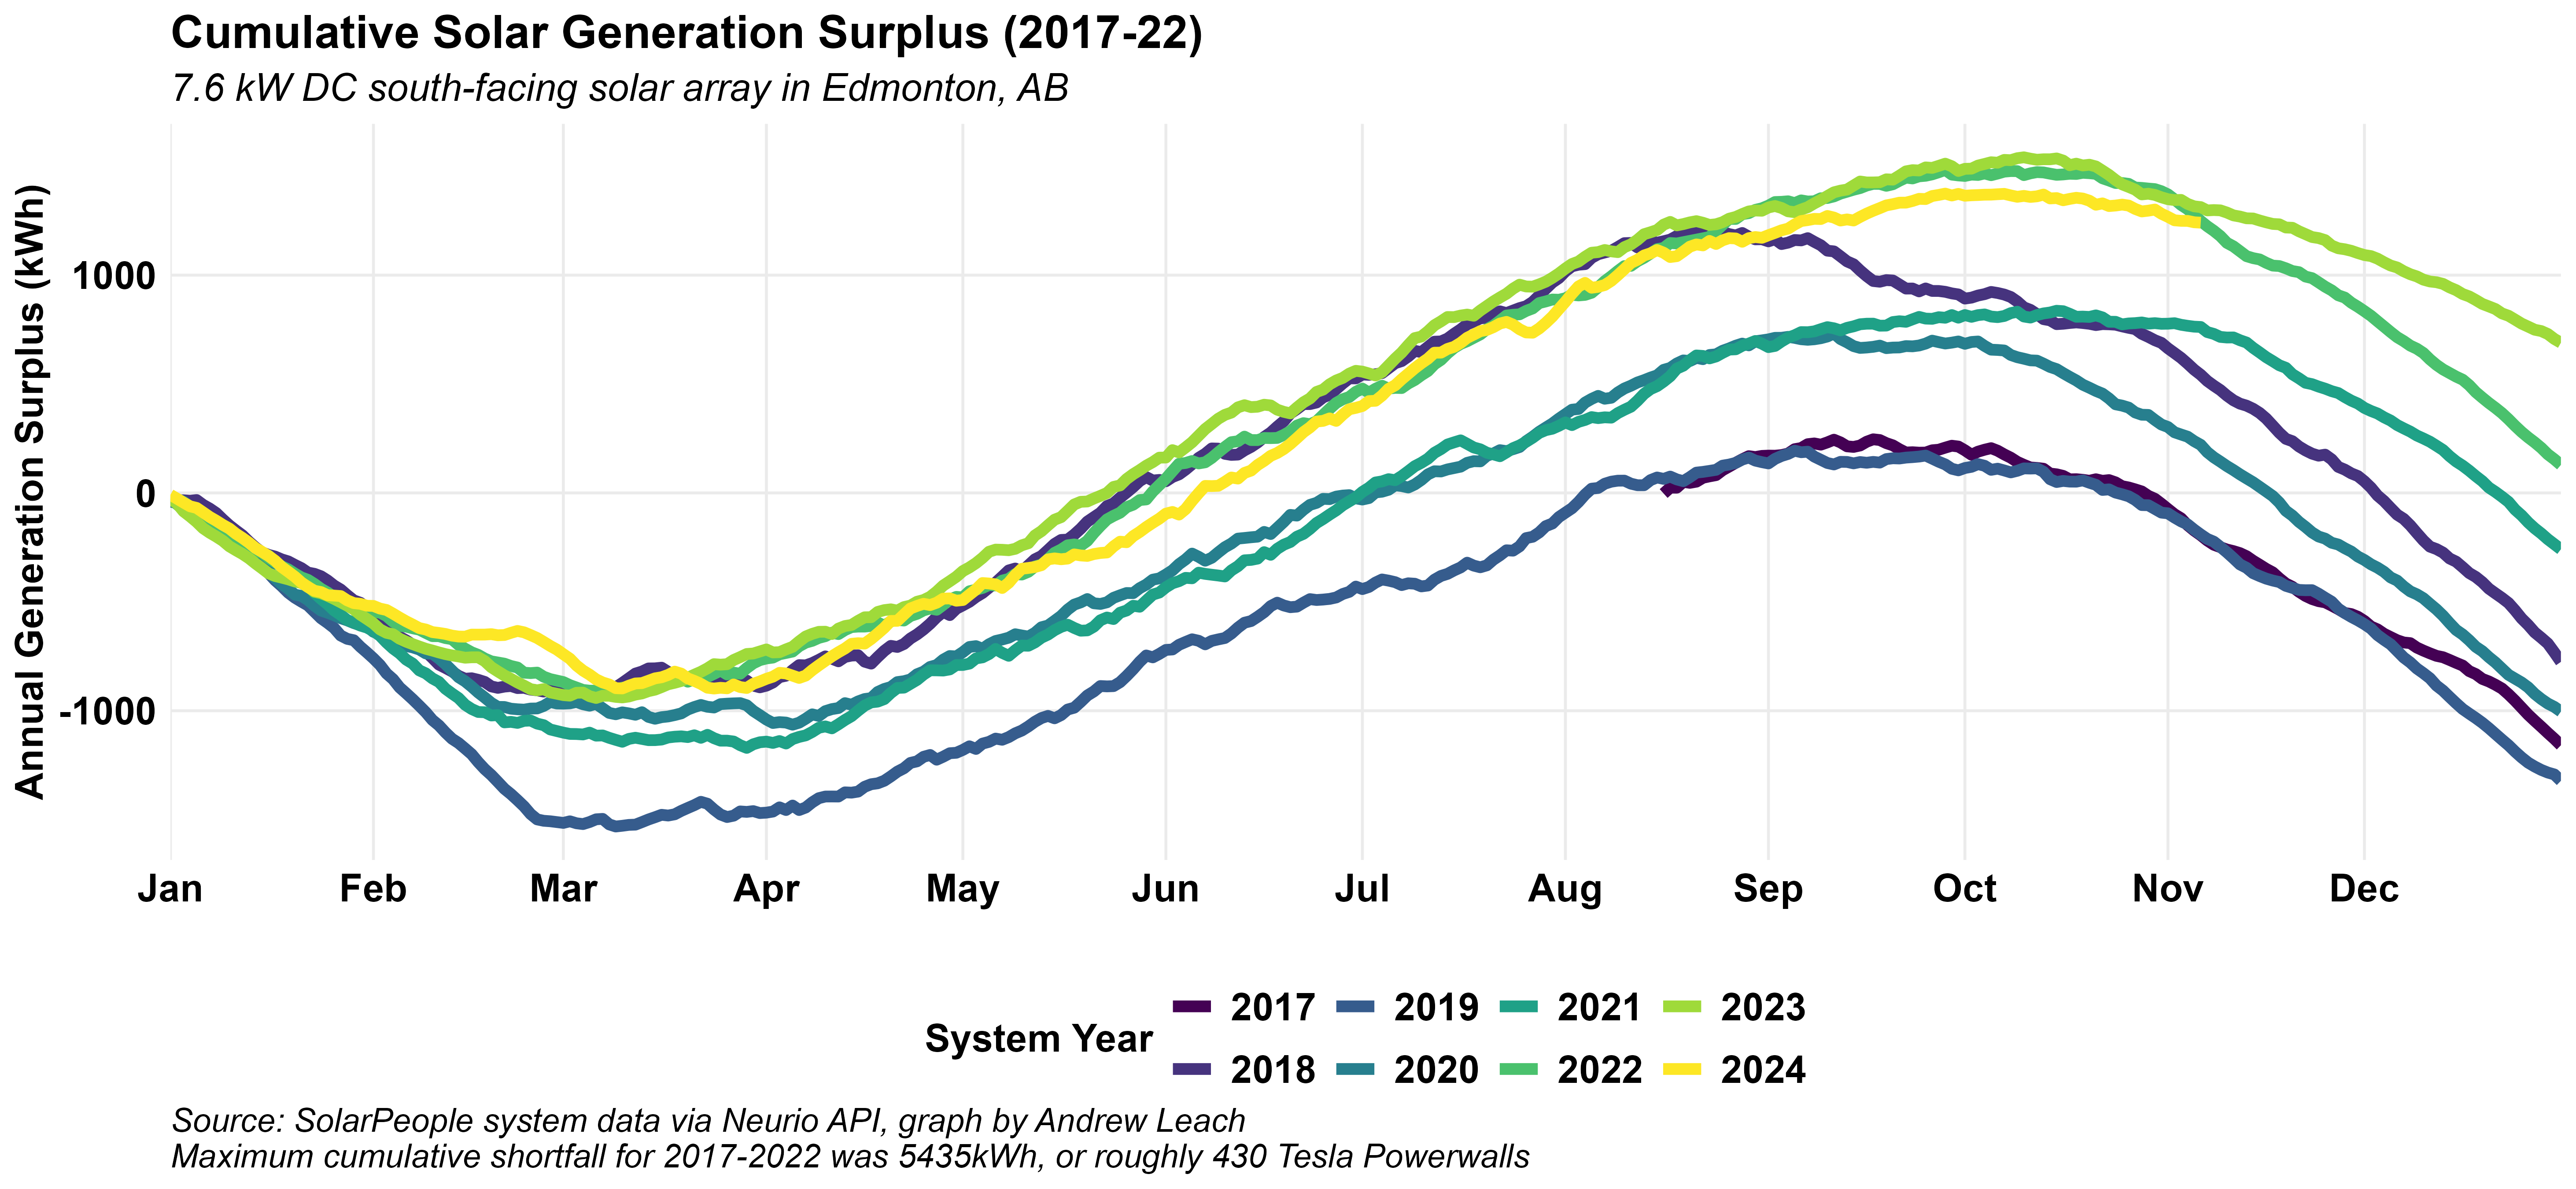 Cumulative Solar Generation Surplus (2017-22)
7.6 kW DC south-facing solar array in Edmonton, AB
Annual Generation Surplus (kWh)
1000
0
-1000
Jan Feb Mar Apr May Jun Jul Aug Sep Oct Nov Dec
System Year
2017 2019 2021 2023
2018 2020 2022 2024
Source: SolarPeople system data via Neurio API, graph by Andrew Leach
Maximum cumulative shortfall for 2017-2022 was 5435kWh, or roughly 430 Tesla Powerwalls